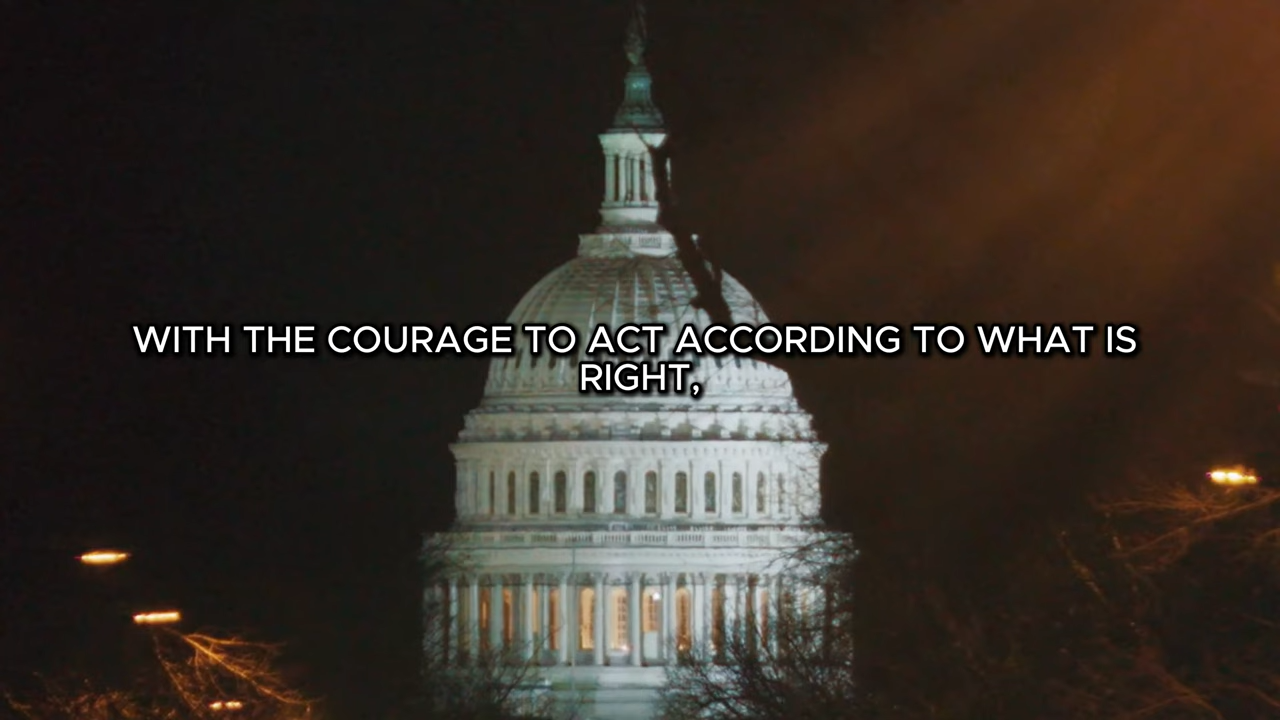 WITH THE COURAGE TO ACT ACCORDING TO WHAT IS
RIGHT,